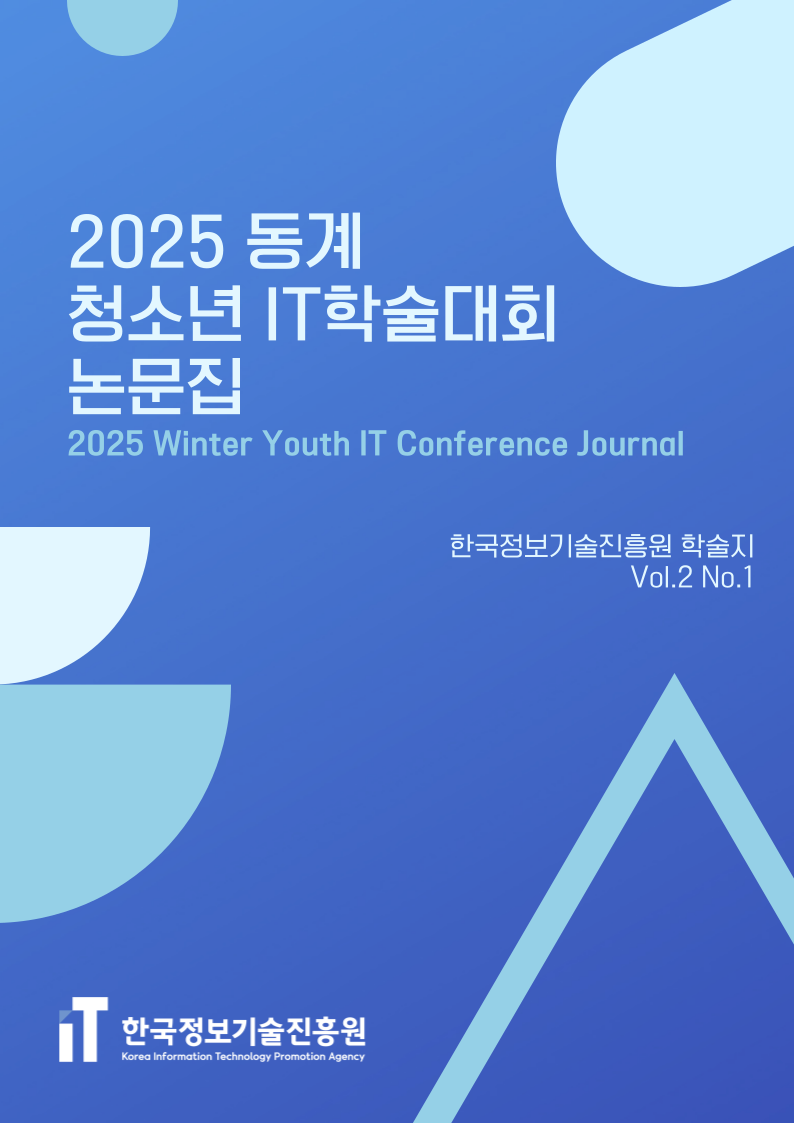 2025 동계
청소년 IT학술대회
논문집
2025 Winter Youth IT Conference Journal
한국정보기술진흥원 학술지
Vol.2 No.1
iT 한국정보기술진흥원
Korea Information Technology Promotion Agency